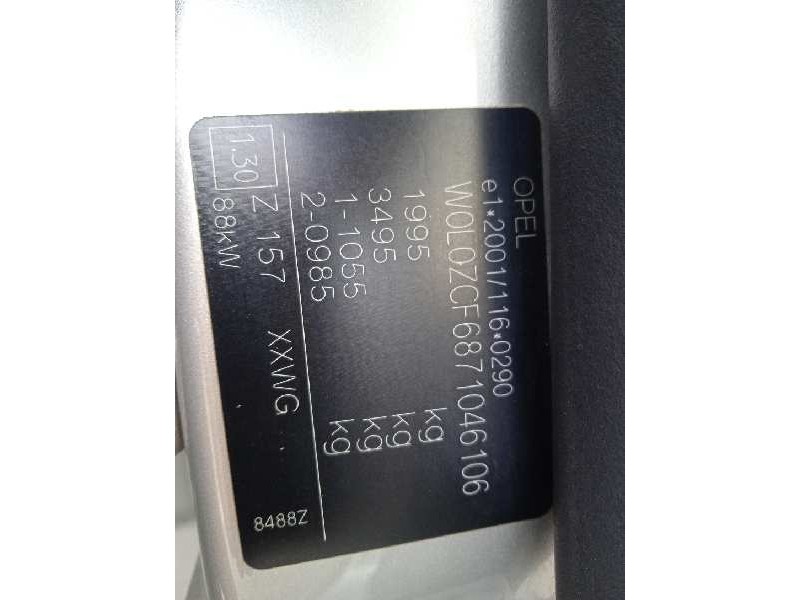 OPEL
e1*2001/116*0290
W0L0ZCF6871046106
1995 kg
3495 kg
1-1055 kg
2-0985 kg
1.30 Z 157 XXWG 8488Z
88kW